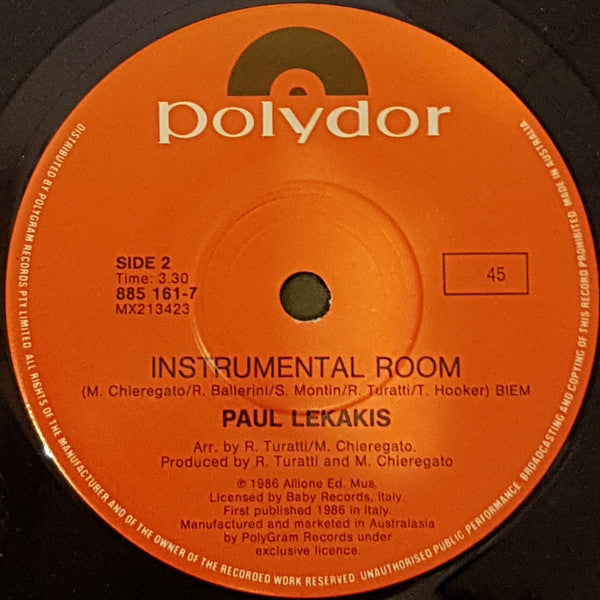 polydor
SIDE 2
Time: 3.30
885 161-7
MX213423
45
INSTRUMENTAL ROOM
(M. Chieregato/R. Ballerini/S. Montin/R. Turatti/T. Hooker) BIEM
PAUL LEKAKIS
Arr. by R. Turatti/M. Chieregato.
Produced by R. Turatti and M. Chieregato
℗ 1986 Allione Ed. Mus.
Licensed by Baby Records, Italy.
First published 1986 in Italy.
Manufactured and marketed in Australasia
by PolyGram Records under
exclusive licence.
DISTRIBUTED BY POLYGRAM RECORDS PTY LIMITED. ALL RIGHTS OF THE MANUFACTURER AND OF THE OWNER OF THE RECORDED WORK RESERVED. UNAUTHORISED PUBLIC PERFORMANCE, BROADCASTING AND COPYING OF THIS RECORD PROHIBITED. MADE IN AUSTRALIA